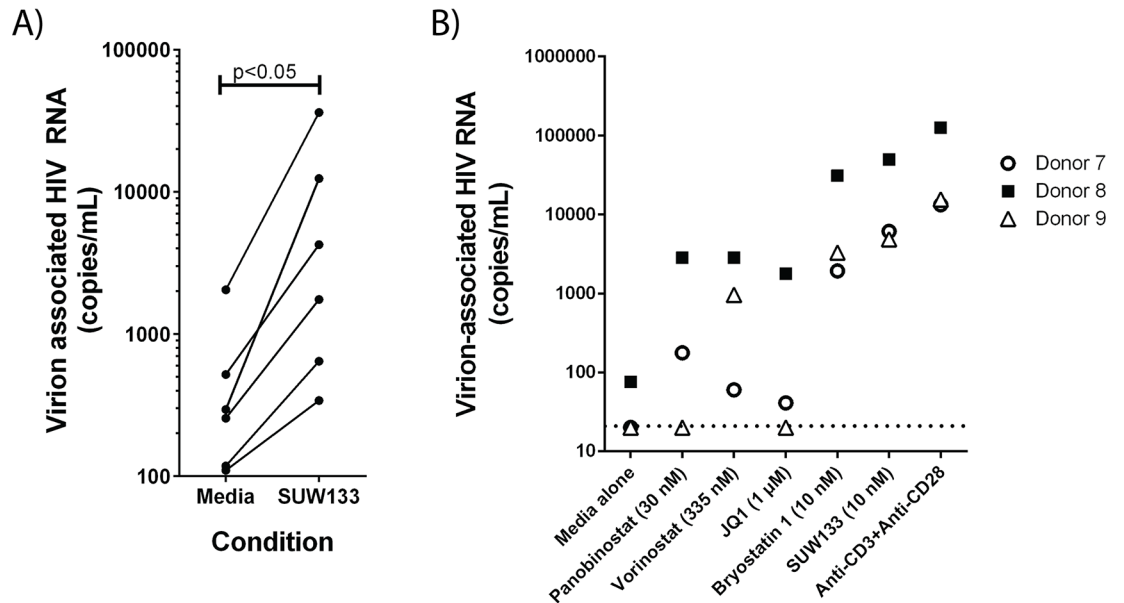 A)
Virion associated HIV RNA
(copies/mL)
100000
10000
1000
100
p<0.05
Media
SUW133
Condition
B)
Virion-associated HIV RNA
(copies/mL)
1000000
100000
10000
1000
100
10
Media alone
Panobinostat (30 nM)
Vorinostat (335 nM)
JQ1 (1 µM)
Bryostatin 1 (10 nM)
SUW133 (10 nM)
Anti-CD3+Anti-CD28
Donor 7
Donor 8
Donor 9